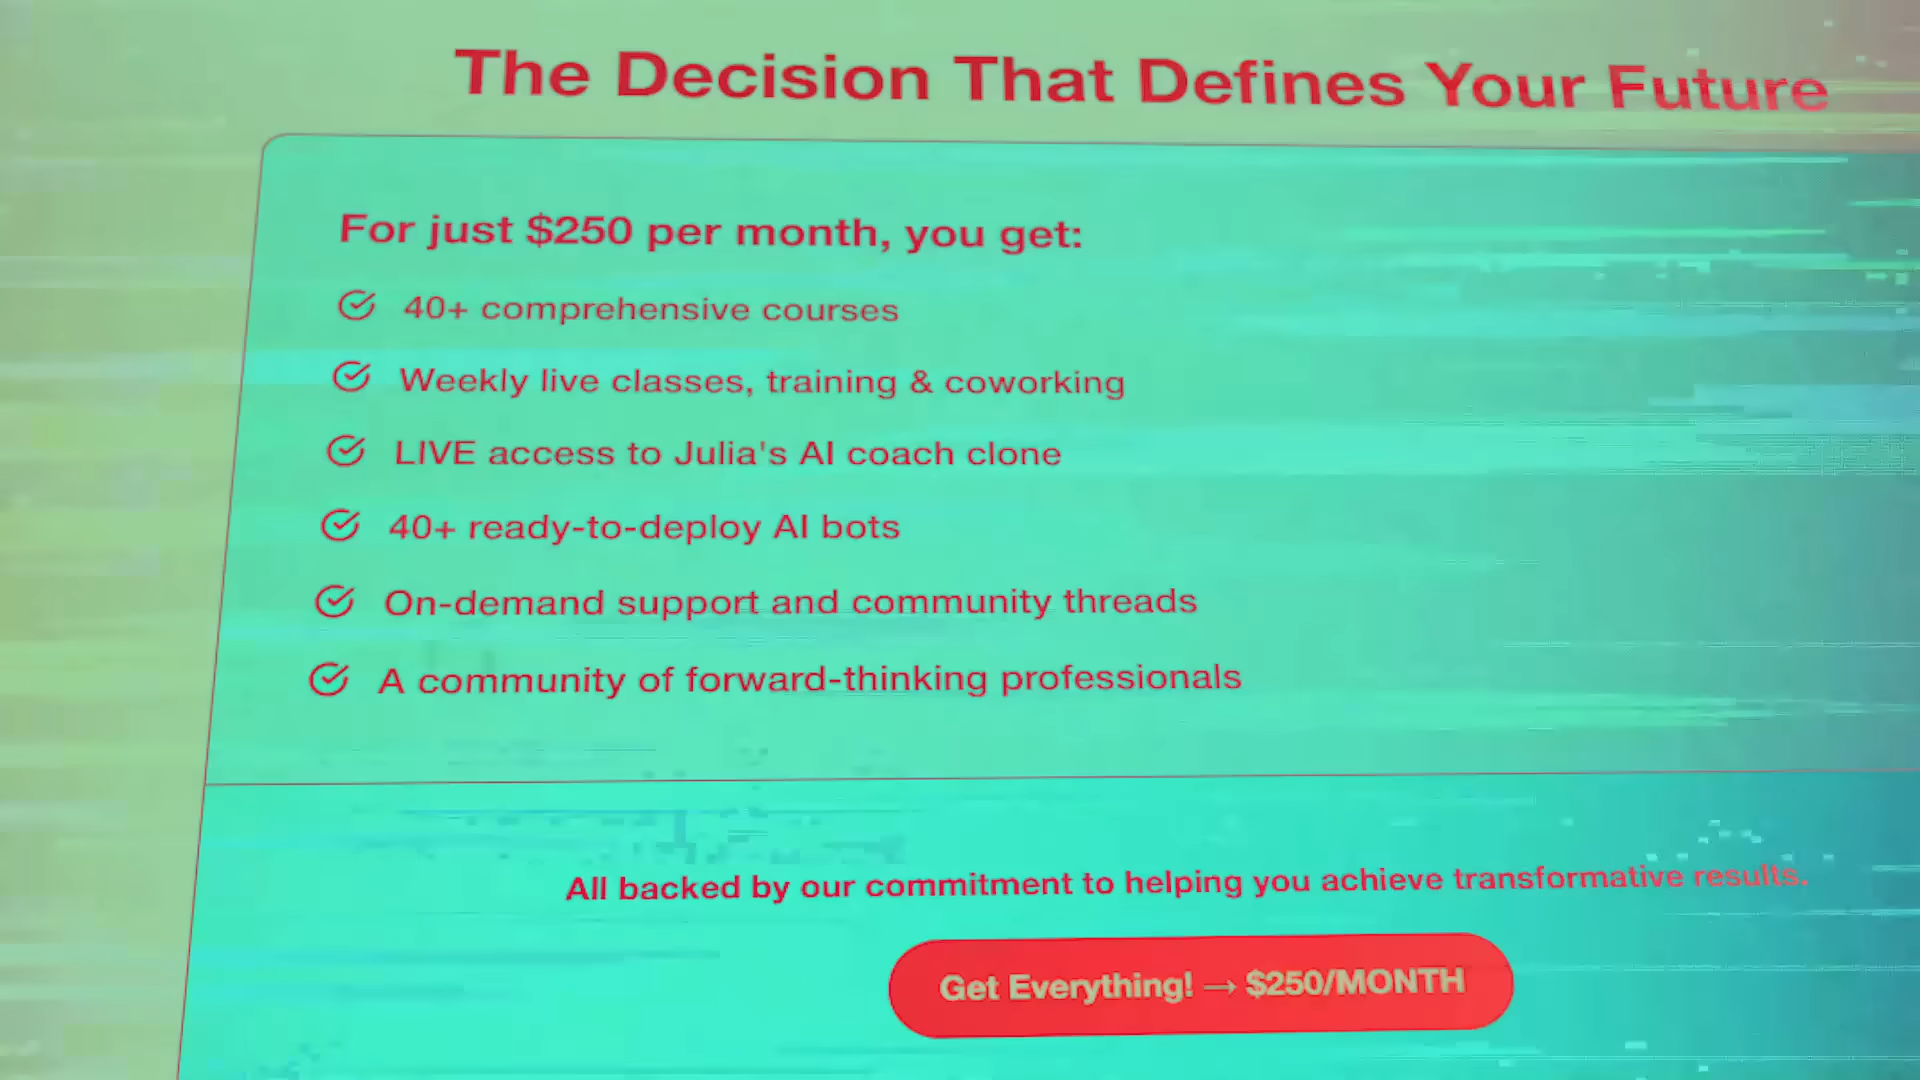 The Decision That Defines Your Future
For just $250 per month, you get:
40+ comprehensive courses
Weekly live classes, training & coworking
LIVE access to Julia's AI coach clone
40+ ready-to-deploy AI bots
On-demand support and community threads
A community of forward-thinking professionals
All backed by our commitment to helping you achieve transformative results.
Get Everything! → $250/MONTH